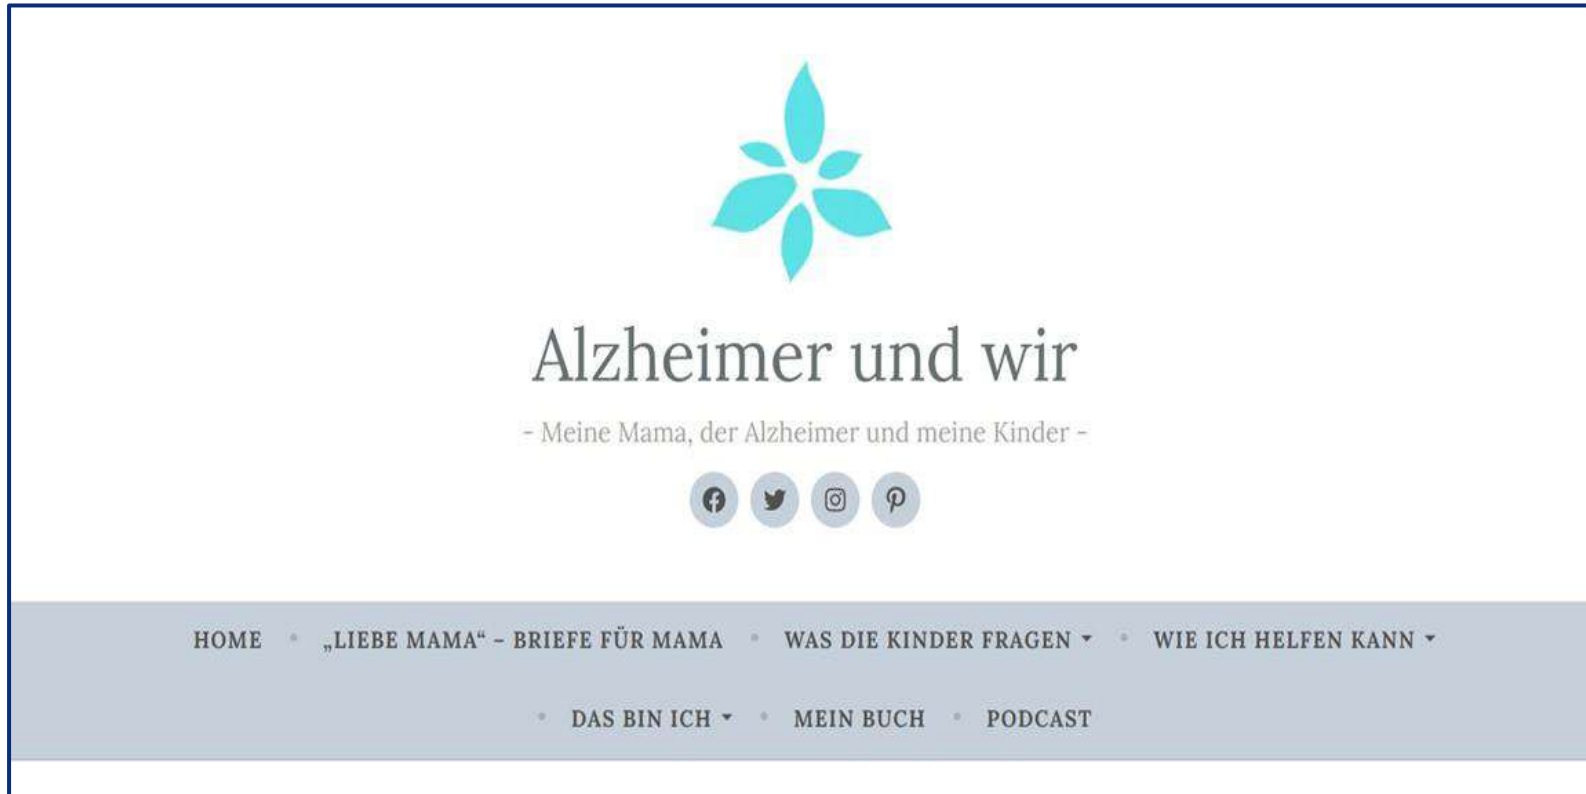 Alzheimer und wir
- Meine Mama, der Alzheimer und meine Kinder -
HOME • „LIEBE MAMA“ – BRIEFE FÜR MAMA • WAS DIE KINDER FRAGEN • WIE ICH HELFEN KANN
• DAS BIN ICH • MEIN BUCH • PODCAST